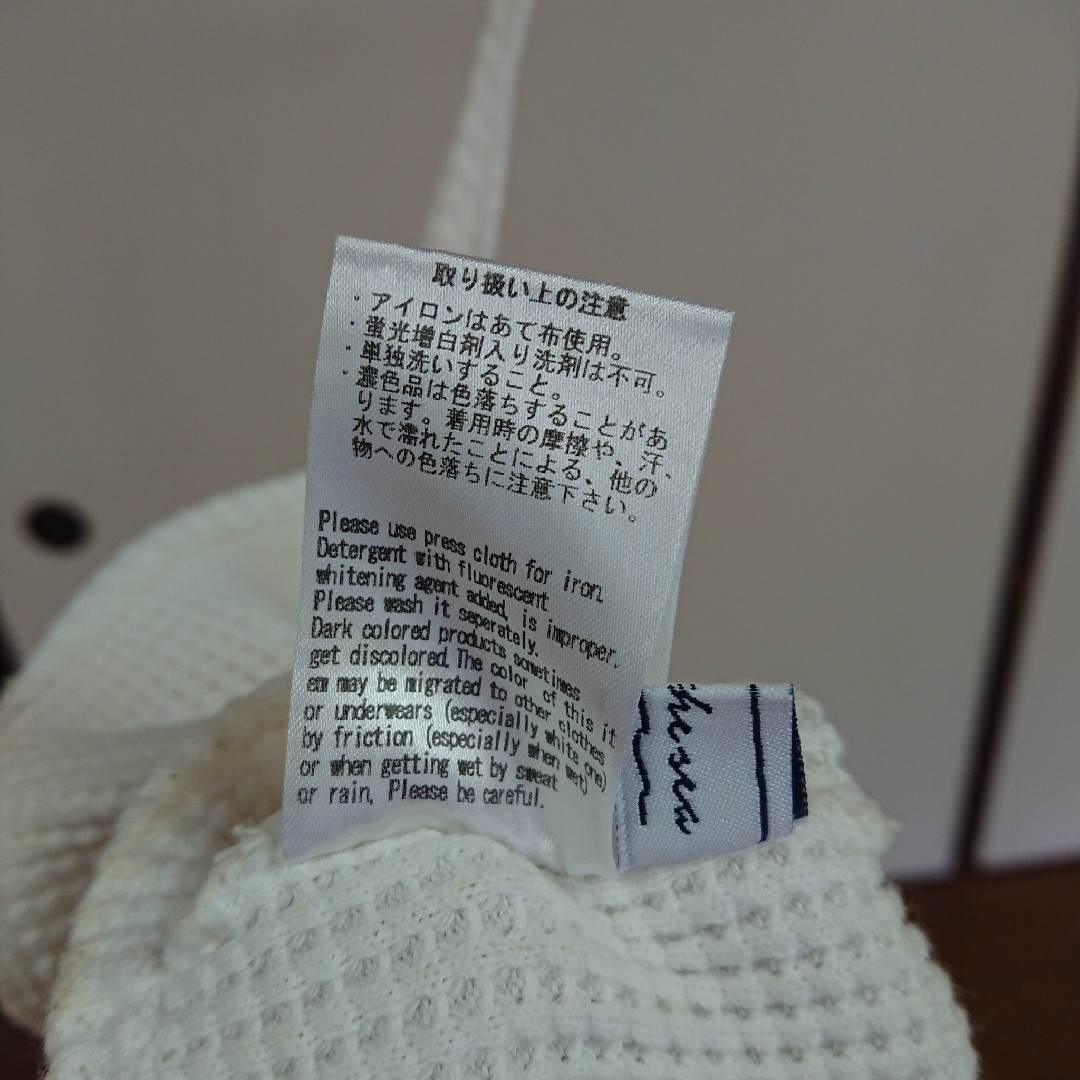 取り扱い上の注意
・アイロンはあて布使用。
・蛍光増白剤入り洗剤は不可。
・単独洗いすること。
・濃色品は色落ちすることがあ
ります。着用時の摩擦や、汗、
水で濡れたことによる、他の
物への色落ちに注意下さい。
Please use press cloth for iron.
Detergent with fluorescent
whitening agent added, is improper.
Please wash it seperately.
Dark colored products sometimes
get discolored. The color of this it
em may be migrated to other clothes
or underwears (especially white one)
by friction (especially when wet)
or when getting wet by sweat
or rain, Please be careful.